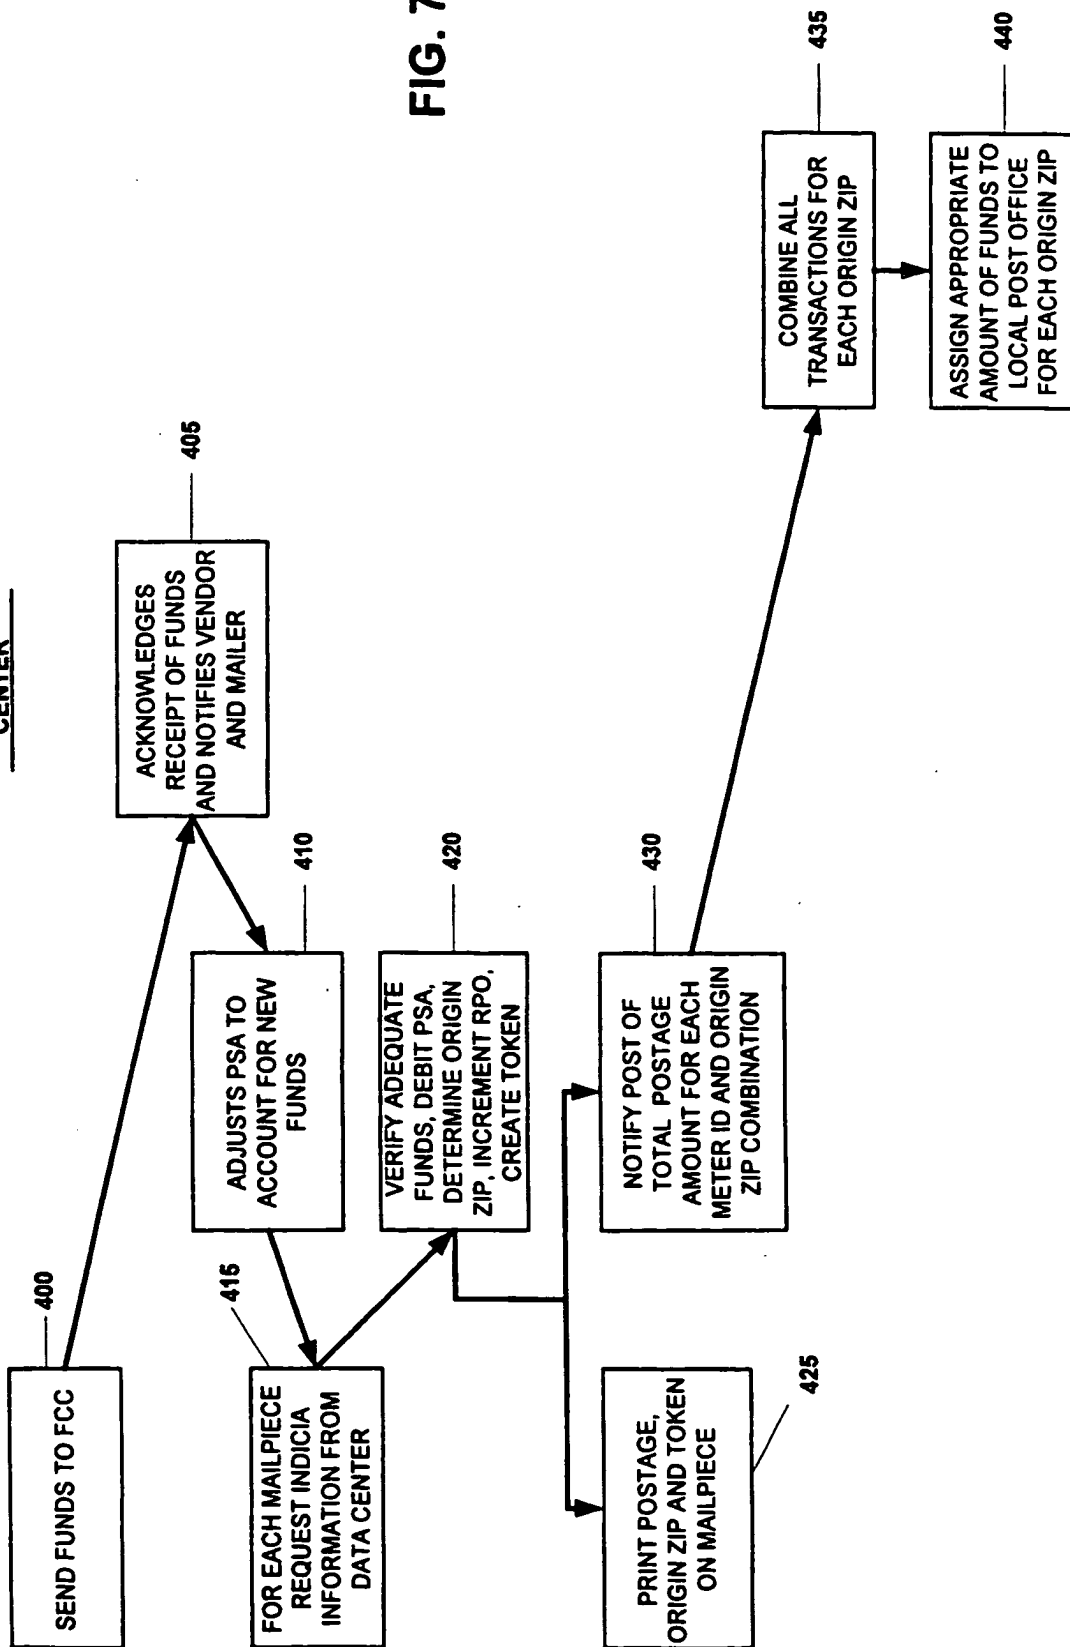 CENTER
FIG. 7
400
SEND FUNDS TO FCC
405
ACKNOWLEDGES
RECEIPT OF FUNDS
AND NOTIFIES VENDOR
AND MAILER
410
ADJUSTS PSA TO
ACCOUNT FOR NEW
FUNDS
415
FOR EACH MAILPIECE
REQUEST INDICIA
INFORMATION FROM
DATA CENTER
420
VERIFY ADEQUATE
FUNDS, DEBIT PSA,
DETERMINE ORIGIN
ZIP, INCREMENT RPO,
CREATE TOKEN
425
PRINT POSTAGE,
ORIGIN ZIP AND TOKEN
ON MAILPIECE
430
NOTIFY POST OF
TOTAL POSTAGE
AMOUNT FOR EACH
METER ID AND ORIGIN
ZIP COMBINATION
435
COMBINE ALL
TRANSACTIONS FOR
EACH ORIGIN ZIP
440
ASSIGN APPROPRIATE
AMOUNT OF FUNDS TO
LOCAL POST OFFICE
FOR EACH ORIGIN ZIP